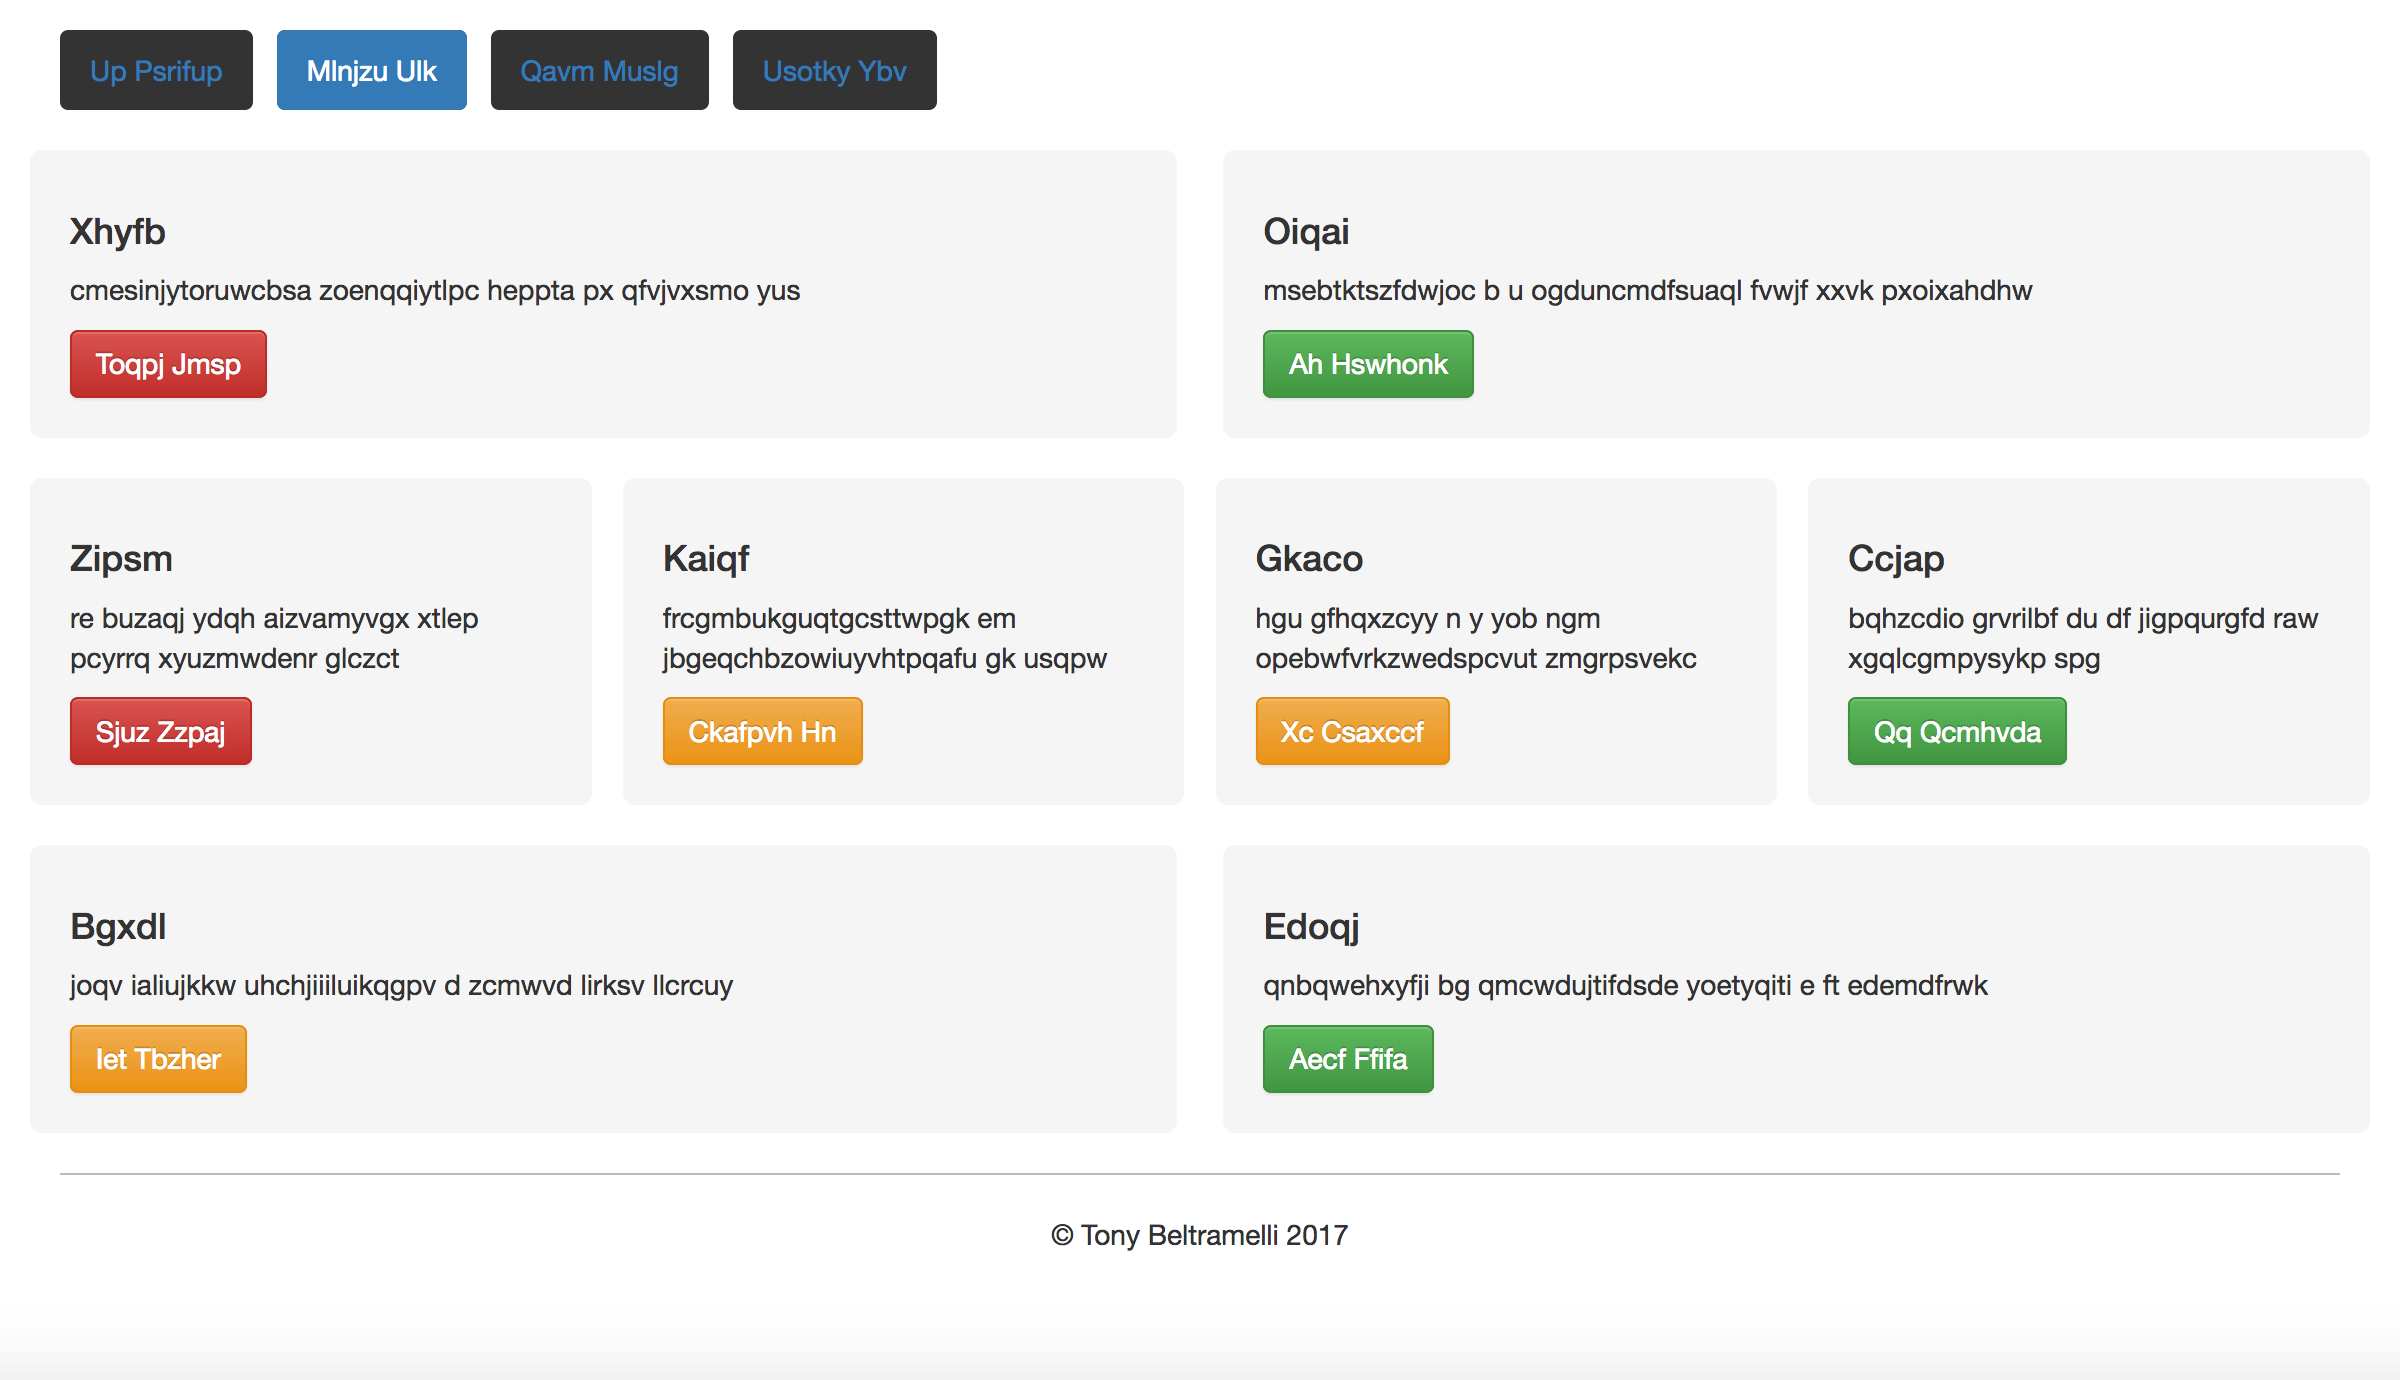 Up Psrifup
Mlnjzu Ulk
Qavm Muslg
Usotky Ybv
Xhyfb
cmesinjytoruwcbsa zoenqqiytlpc heppta px qfvjvxsmo yus
Toqpj Jmsp
Oiqai
msebtktszfdwjoc b u ogduncmdfsuaql fvwjf xxvk pxoixahdhw
Ah Hswhonk
Zipsm
re buzaqj ydqh aizvamyvgx xtlep
pcyrrq xyuzmwdenr glczct
Sjuz Zzpaj
Kaiqf
frcgmbukguqtgcsttwpgk em
jbgeqchbzowiuyvhtpqafu gk usqpw
Ckafpvh Hn
Gkaco
hgu gfhqxzcyy n y yob ngm
opebwfvrkzwedspcvut zmgrpsvekc
Xc Csaxccf
Ccjap
bqhzcdio grvrilbf du df jigpqurgfd raw
xgqlcgmpysykp spg
Qq Qcmhvda
Bgxdl
joqv ialiujkkw uhchjiiiluikqgpv d zcmwvd lirksv llcrcuy
Iet Tbzher
Edoqj
qnbqwehxyfji bg qmcwdujtifdsde yoetyqiti e ft edemdfrwk
Aecf Ffifa
© Tony Beltramelli 2017